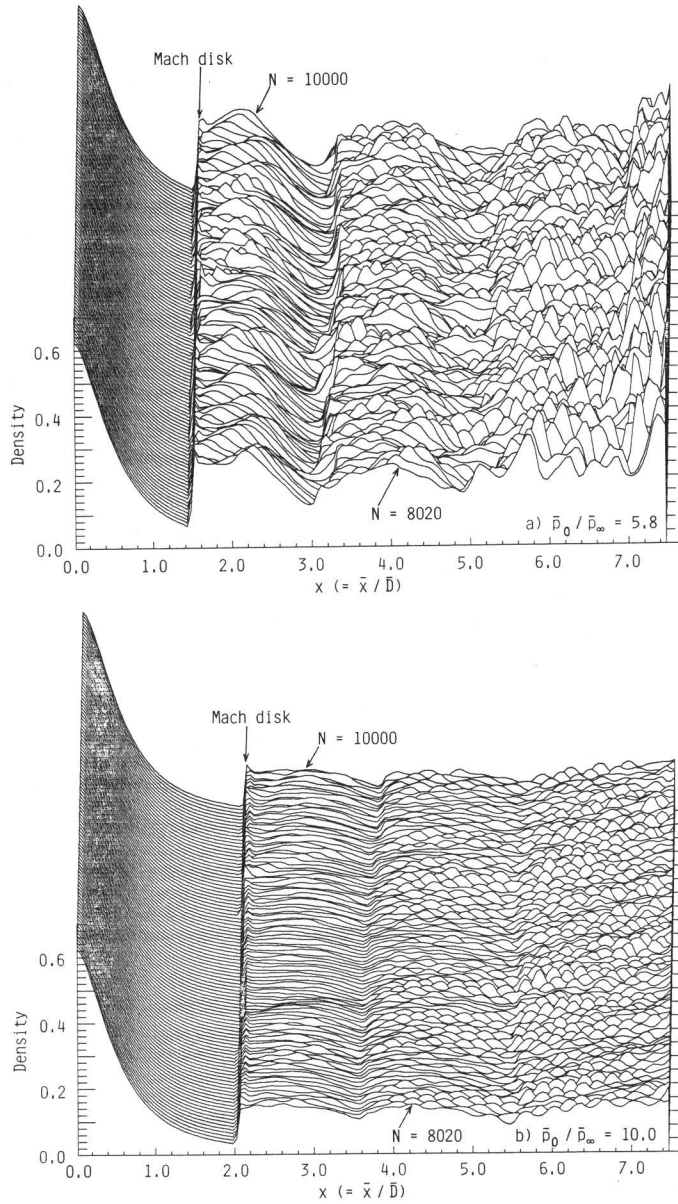 Mach disk
N = 10000
0.6
0.4
0.2
0.0
Density
N = 8020
a) p̄₀ / p̄∞ = 5.8
0.0 1.0 2.0 3.0 4.0 5.0 6.0 7.0
x (= x̄ / D̄)
Mach disk
N = 10000
0.6
0.4
0.2
0.0
Density
N = 8020
b) p̄₀ / p̄∞ = 10.0
0.0 1.0 2.0 3.0 4.0 5.0 6.0 7.0
x (= x̄ / D̄)